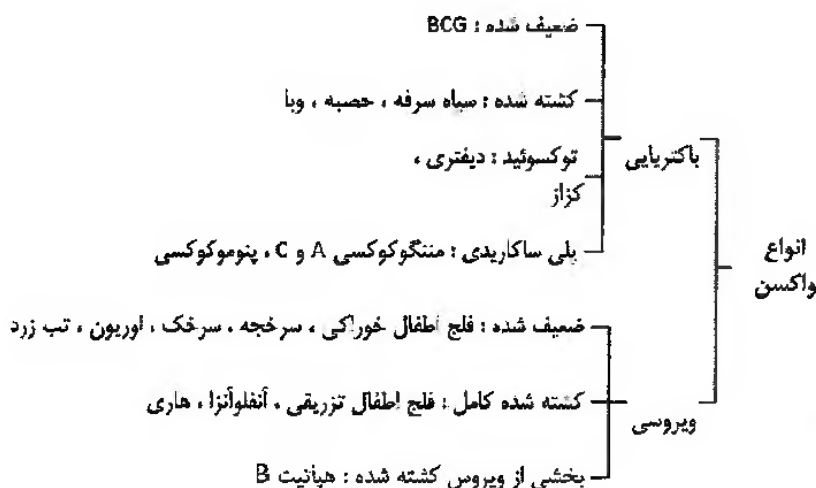 ضعیف شده : BCG
کشته شده : سیاه سرفه ، حصبه ، وبا
باکتریایی
توکسوئید : دیفتری ،
کزاز
پلی ساکاریدی : مننگوکوکسی A و C ، پنوموکوکسی
انواع
واکسن
ضعیف شده : فلج اطفال خوراکی ، سرخجه ، سرخک ، اوریون ، تب زرد
کشته شده کامل : فلج اطفال تزریقی ، آنفلوآنزا ، هاری
ویروسی
بخشی از ویروس کشته شده : هپاتیت B